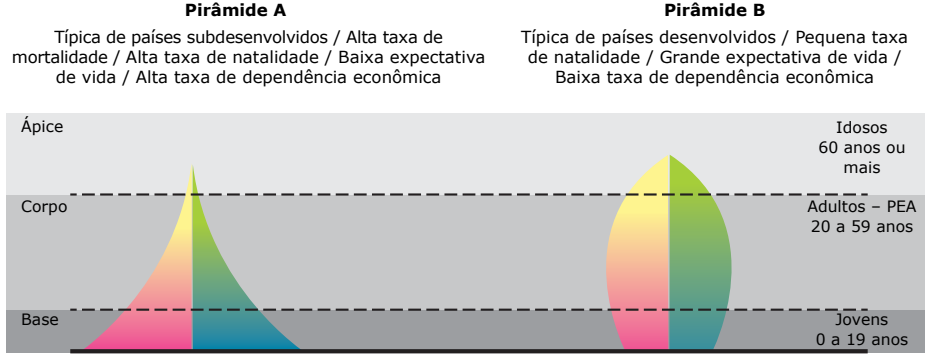 Pirâmide A
Típica de países subdesenvolvidos / Alta taxa de
mortalidade / Alta taxa de natalidade / Baixa expectativa
de vida / Alta taxa de dependência econômica
Pirâmide B
Típica de países desenvolvidos / Pequena taxa
de natalidade / Grande expectativa de vida /
Baixa taxa de dependência econômica
Ápice
Idosos
60 anos ou
mais
Corpo
Adultos – PEA
20 a 59 anos
Base
Jovens
0 a 19 anos